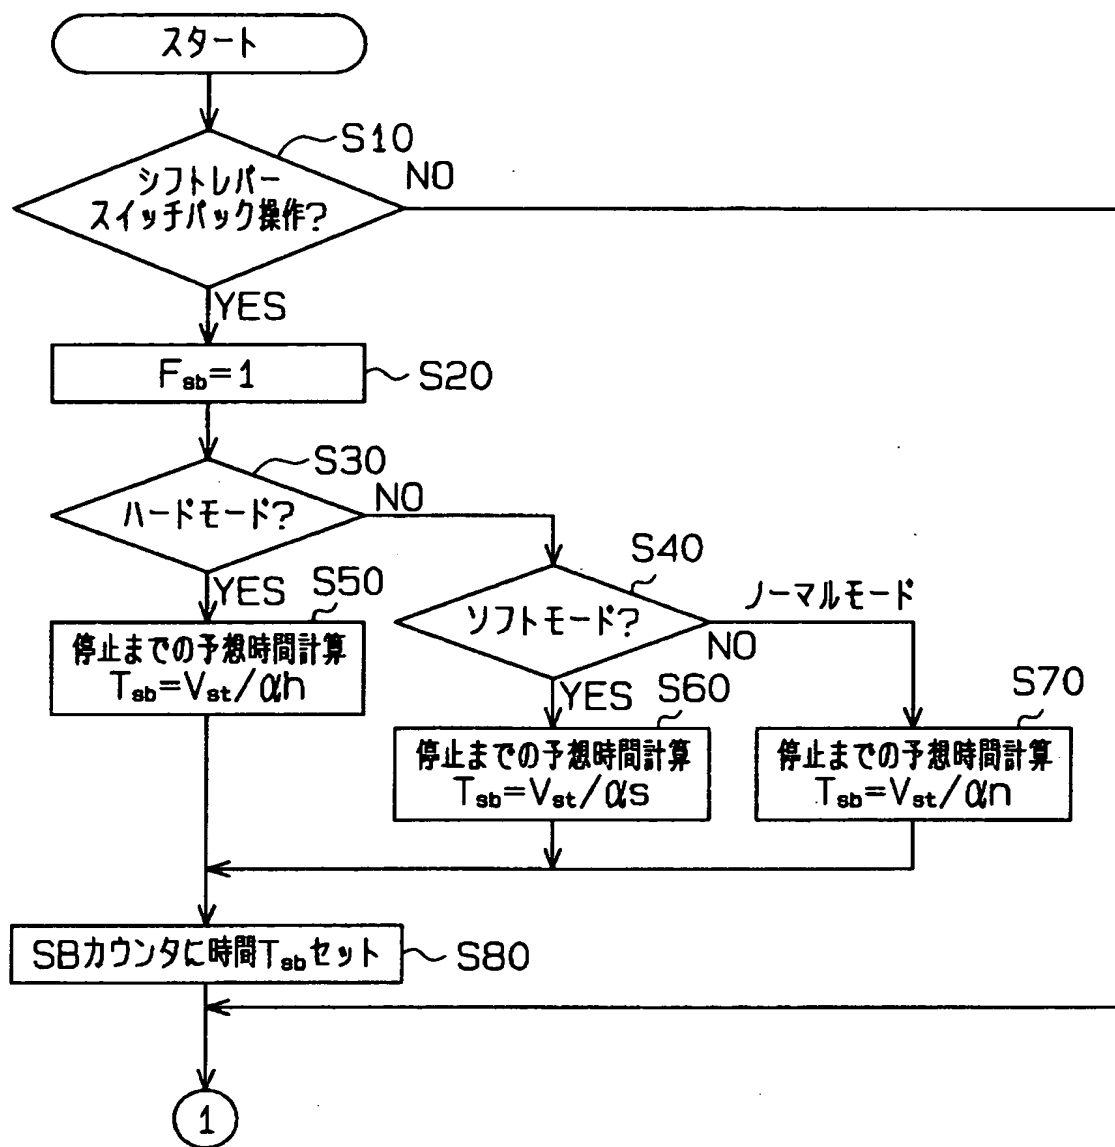 スタート
S10
シフトレバー
スイッチバック操作?
NO
YES
Fsb=1
S20
S30
ハードモード?
NO
YES
S40
ソフトモード?
ノーマルモード
NO
YES
S50
停止までの予想時間計算
Tsb=Vst/αh
S60
停止までの予想時間計算
Tsb=Vst/αs
S70
停止までの予想時間計算
Tsb=Vst/αn
SBカウンタに時間Tsbセット
S80
1